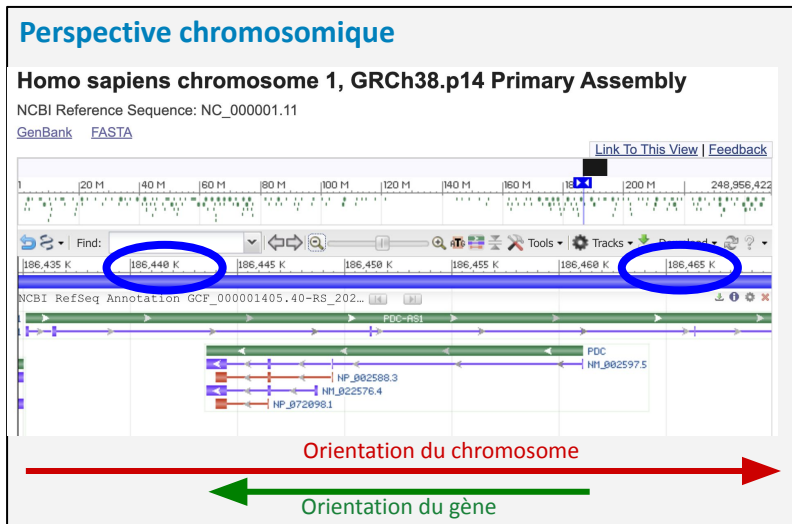 Perspective chromosomique
Homo sapiens chromosome 1, GRCh38.p14 Primary Assembly
NCBI Reference Sequence: NC_000001.11
GenBank FASTA
Link To This View | Feedback
1 20 M 40 M 60 M 80 M 100 M 120 M 140 M 160 M 18 200 M 248,956,422
Find: Tools Tracks Download ?
186,435 K 186,440 K 186,445 K 186,450 K 186,455 K 186,460 K 186,465 K
NCBI RefSeq Annotation GCF_000001405.40-RS_202…
PDC-AS1
PDC
NM_002597.5
NP_002588.3
NM_022576.4
NP_072098.1
Orientation du chromosome
Orientation du gène